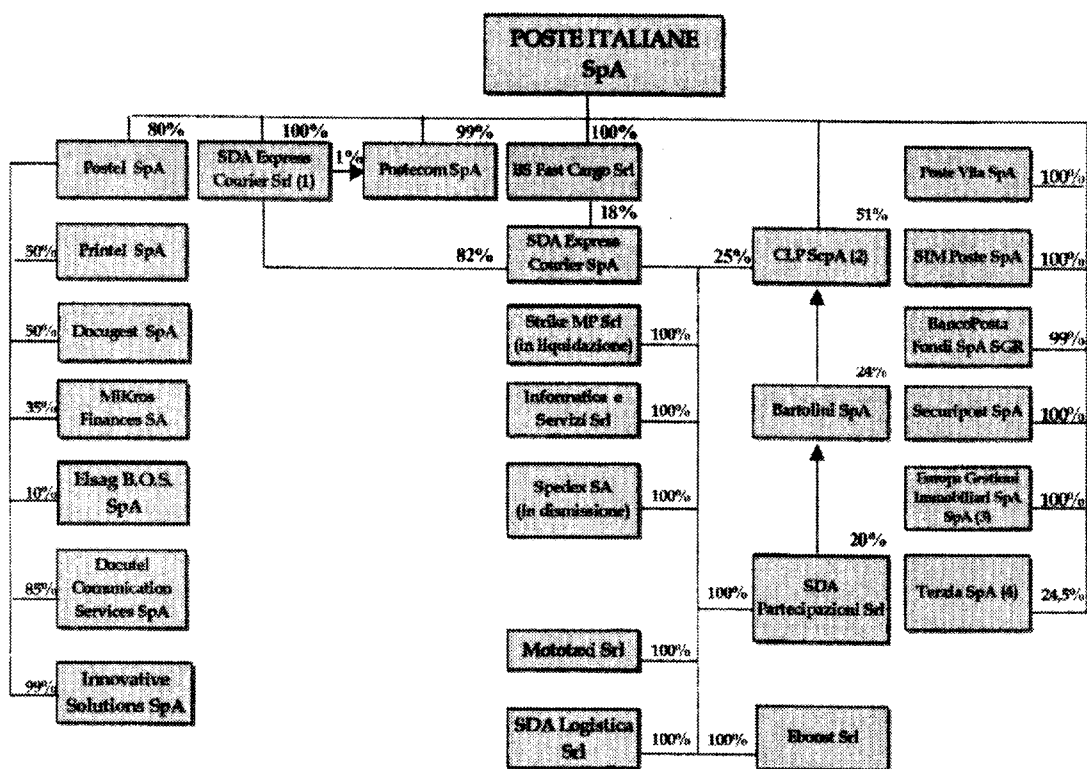 POSTE ITALIANE
SpA
80%
100%
99%
100%
Postel SpA
SDA Express
Courier Srl (1)
1%
Postecom SpA
BS Fast Cargo Srl
Poste Vita SpA
100%
18%
51%
50%
Printel SpA
82%
SDA Express
Courier SpA
25%
CLP ScpA (2)
SIM Poste SpA
100%
50%
Docugest SpA
Strike MP Srl
(in liquidazione)
100%
BancoPosta
Fondi SpA SGR
99%
35%
MiKros
Finances SA
Informatica e
Servizi Srl
100%
24%
Bartolini SpA
Securipost SpA
100%
10%
Elsag B.O.S.
SpA
Spedex SA
(in dismissione)
100%
Europa Gestioni
Immobiliari SpA
SpA (3)
100%
20%
85%
Docutel
Comunication
Services SpA
100%
SDA
Partecipazioni Srl
Terzia SpA (4)
24,5%
Mototaxi Srl
100%
99%
Innovative
Solutions SpA
SDA Logistica
Srl
100%
100%
Eboost Srl